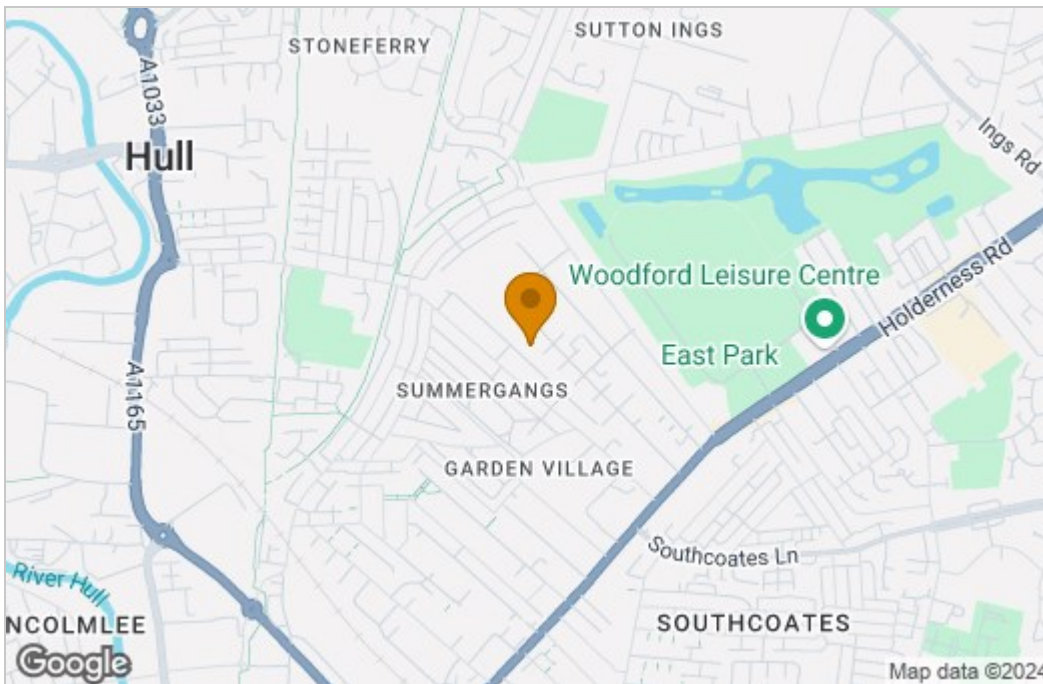 STONEFERRY
SUTTON INGS
A1033
Hull
Ings Rd
Woodford Leisure Centre
Holderness Rd
East Park
A1165
SUMMERGANGS
GARDEN VILLAGE
Southcoates Ln
River Hull
NCOLMLEE
SOUTHCOATES
Google
Map data ©2024